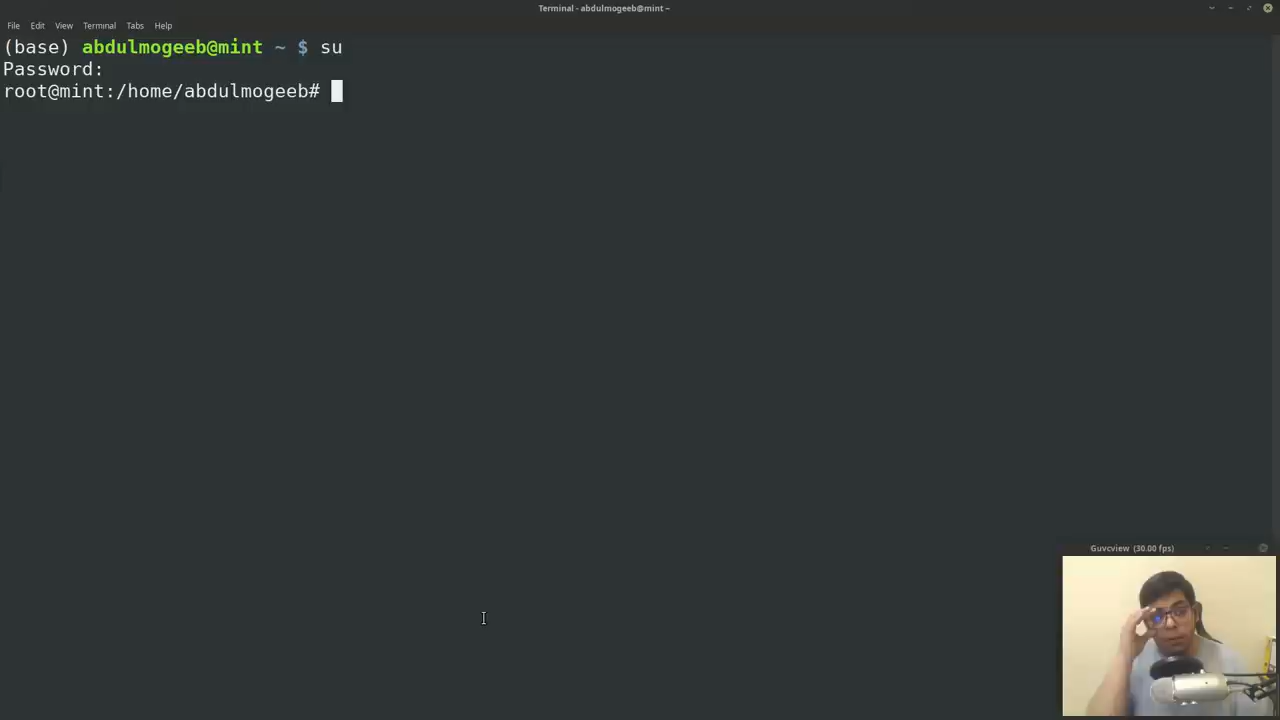 Terminal - abdulmogeeb@mint ~
File Edit View Terminal Tabs Help
(base) abdulmogeeb@mint ~ $ su
Password:
root@mint:/home/abdulmogeeb#
Guvcview (30.00 fps)